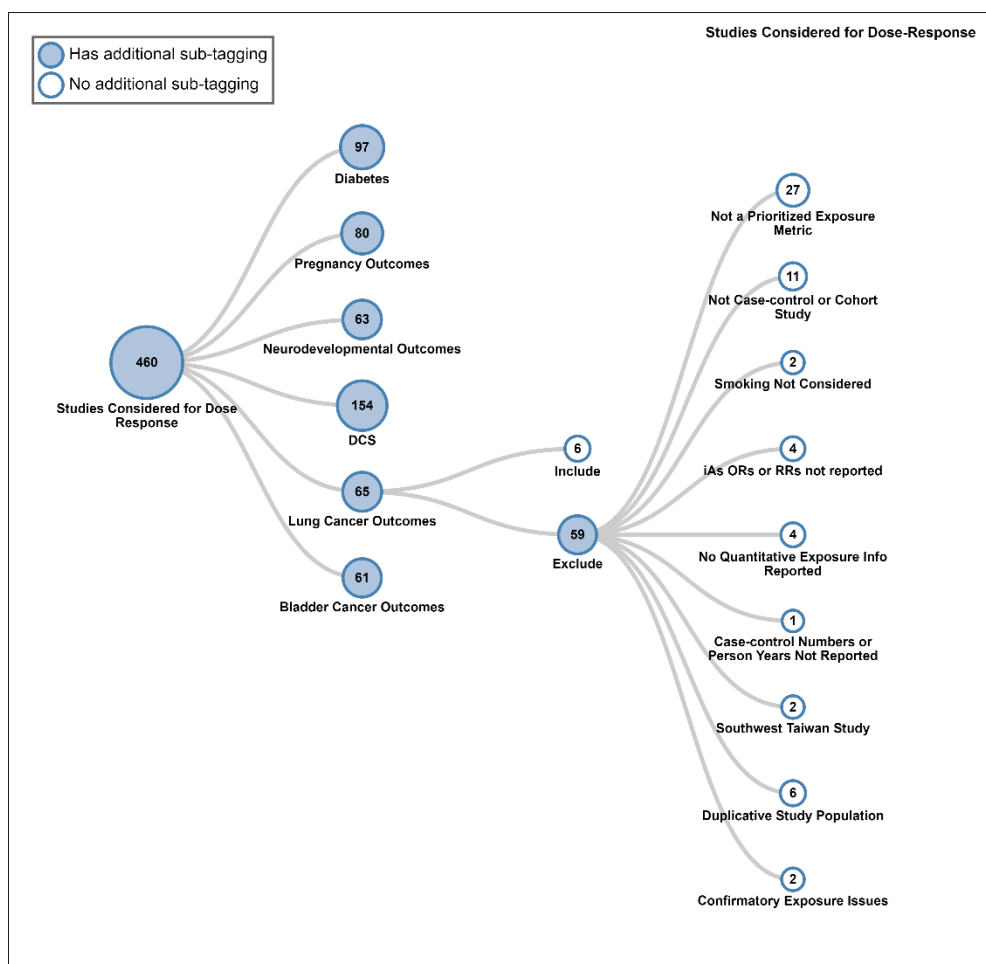 Studies Considered for Dose-Response
Has additional sub-tagging
No additional sub-tagging
97
Diabetes
80
Pregnancy Outcomes
63
Neurodevelopmental Outcomes
460
Studies Considered for Dose
Response
154
DCS
65
Lung Cancer Outcomes
61
Bladder Cancer Outcomes
6
Include
59
Exclude
27
Not a Prioritized Exposure
Metric
11
Not Case-control or Cohort
Study
2
Smoking Not Considered
4
iAs ORs or RRs not reported
4
No Quantitative Exposure Info
Reported
1
Case-control Numbers or
Person Years Not Reported
2
Southwest Taiwan Study
6
Duplicative Study Population
2
Confirmatory Exposure Issues